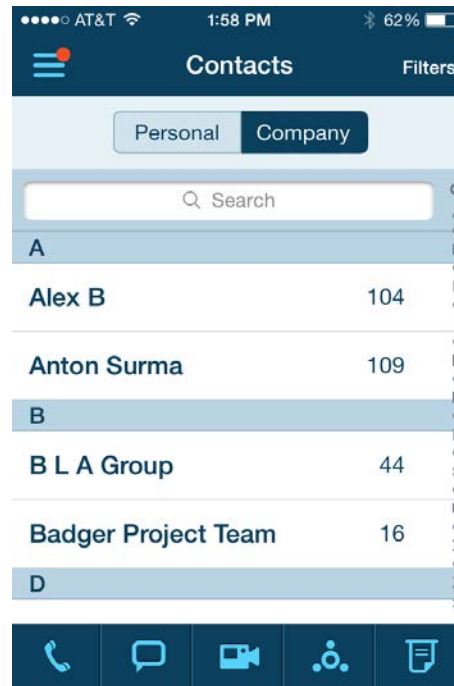 AT&T 1:58 PM 62%
Contacts Filters
Personal Company
Search
A
Alex B 104
Anton Surma 109
B
B L A Group 44
Badger Project Team 16
D